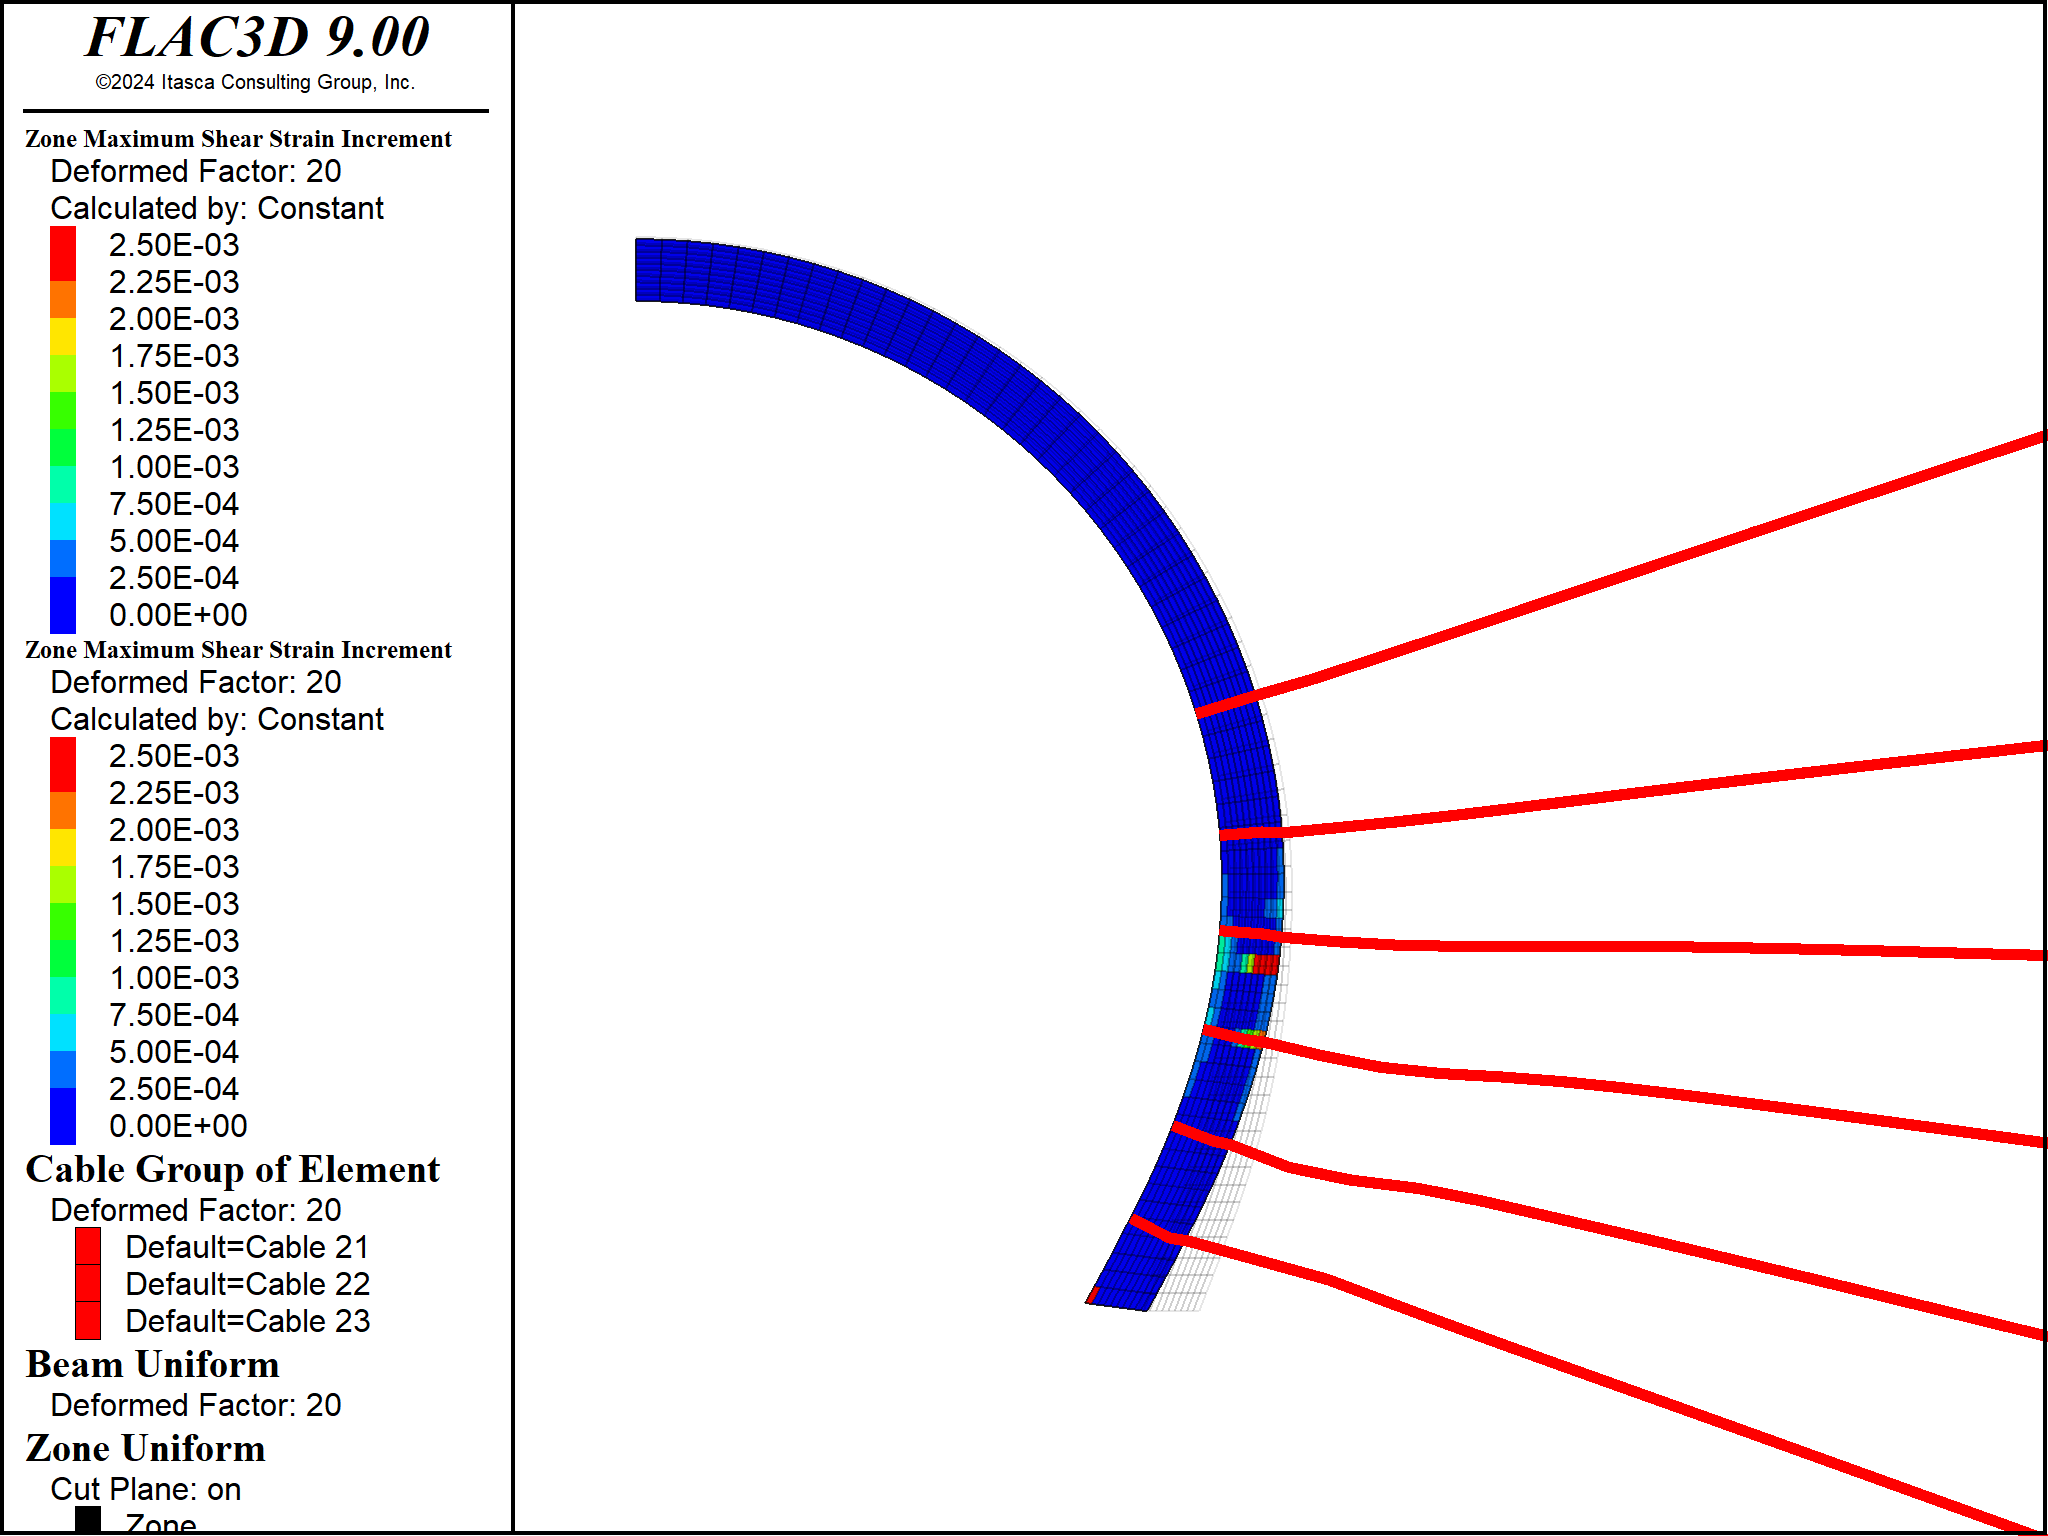 FLAC3D 9.00
©2024 Itasca Consulting Group, Inc.
Zone Maximum Shear Strain Increment
Deformed Factor: 20
Calculated by: Constant
2.50E-03
2.25E-03
2.00E-03
1.75E-03
1.50E-03
1.25E-03
1.00E-03
7.50E-04
5.00E-04
2.50E-04
0.00E+00
Zone Maximum Shear Strain Increment
Deformed Factor: 20
Calculated by: Constant
2.50E-03
2.25E-03
2.00E-03
1.75E-03
1.50E-03
1.25E-03
1.00E-03
7.50E-04
5.00E-04
2.50E-04
0.00E+00
Cable Group of Element
Deformed Factor: 20
Default=Cable 21
Default=Cable 22
Default=Cable 23
Beam Uniform
Deformed Factor: 20
Zone Uniform
Cut Plane: on
Zone